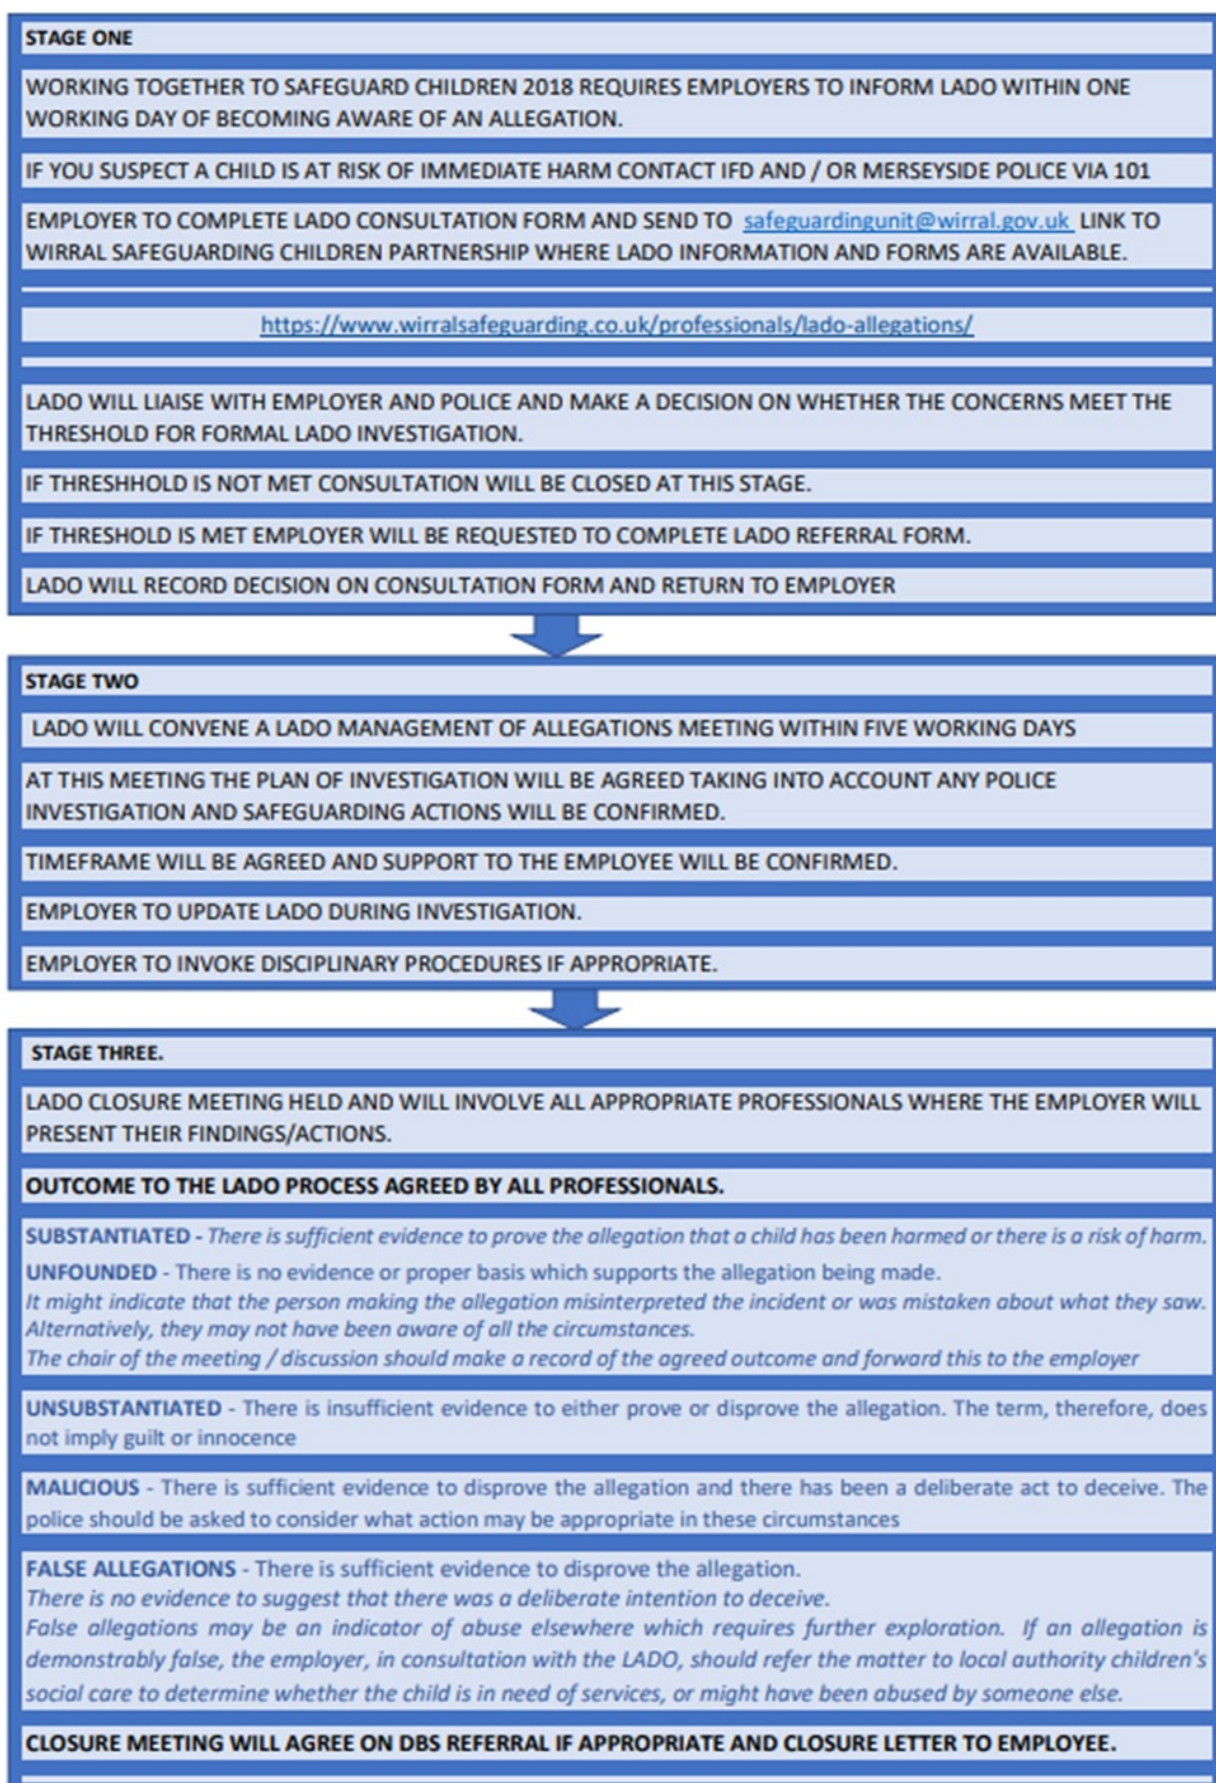 STAGE ONE
WORKING TOGETHER TO SAFEGUARD CHILDREN 2018 REQUIRES EMPLOYERS TO INFORM LADO WITHIN ONE
WORKING DAY OF BECOMING AWARE OF AN ALLEGATION.
IF YOU SUSPECT A CHILD IS AT RISK OF IMMEDIATE HARM CONTACT IFD AND / OR MERSEYSIDE POLICE VIA 101
EMPLOYER TO COMPLETE LADO CONSULTATION FORM AND SEND TO safeguardingunit@wirral.gov.uk LINK TO
WIRRAL SAFEGUARDING CHILDREN PARTNERSHIP WHERE LADO INFORMATION AND FORMS ARE AVAILABLE.
https://www.wirralsafeguarding.co.uk/professionals/lado-allegations/
LADO WILL LIAISE WITH EMPLOYER AND POLICE AND MAKE A DECISION ON WHETHER THE CONCERNS MEET THE
THRESHOLD FOR FORMAL LADO INVESTIGATION.
IF THRESHHOLD IS NOT MET CONSULTATION WILL BE CLOSED AT THIS STAGE.
IF THRESHOLD IS MET EMPLOYER WILL BE REQUESTED TO COMPLETE LADO REFERRAL FORM.
LADO WILL RECORD DECISION ON CONSULTATION FORM AND RETURN TO EMPLOYER
STAGE TWO
LADO WILL CONVENE A LADO MANAGEMENT OF ALLEGATIONS MEETING WITHIN FIVE WORKING DAYS
AT THIS MEETING THE PLAN OF INVESTIGATION WILL BE AGREED TAKING INTO ACCOUNT ANY POLICE
INVESTIGATION AND SAFEGUARDING ACTIONS WILL BE CONFIRMED.
TIMEFRAME WILL BE AGREED AND SUPPORT TO THE EMPLOYEE WILL BE CONFIRMED.
EMPLOYER TO UPDATE LADO DURING INVESTIGATION.
EMPLOYER TO INVOKE DISCIPLINARY PROCEDURES IF APPROPRIATE.
STAGE THREE.
LADO CLOSURE MEETING HELD AND WILL INVOLVE ALL APPROPRIATE PROFESSIONALS WHERE THE EMPLOYER WILL
PRESENT THEIR FINDINGS/ACTIONS.
OUTCOME TO THE LADO PROCESS AGREED BY ALL PROFESSIONALS.
SUBSTANTIATED - There is sufficient evidence to prove the allegation that a child has been harmed or there is a risk of harm.
UNFOUNDED - There is no evidence or proper basis which supports the allegation being made.
It might indicate that the person making the allegation misinterpreted the incident or was mistaken about what they saw.
Alternatively, they may not have been aware of all the circumstances.
The chair of the meeting / discussion should make a record of the agreed outcome and forward this to the employer
UNSUBSTANTIATED - There is insufficient evidence to either prove or disprove the allegation. The term, therefore, does
not imply guilt or innocence
MALICIOUS - There is sufficient evidence to disprove the allegation and there has been a deliberate act to deceive. The
police should be asked to consider what action may be appropriate in these circumstances
FALSE ALLEGATIONS - There is sufficient evidence to disprove the allegation.
There is no evidence to suggest that there was a deliberate intention to deceive.
False allegations may be an indicator of abuse elsewhere which requires further exploration. If an allegation is
demonstrably false, the employer, in consultation with the LADO, should refer the matter to local authority children's
social care to determine whether the child is in need of services, or might have been abused by someone else.
CLOSURE MEETING WILL AGREE ON DBS REFERRAL IF APPROPRIATE AND CLOSURE LETTER TO EMPLOYEE.